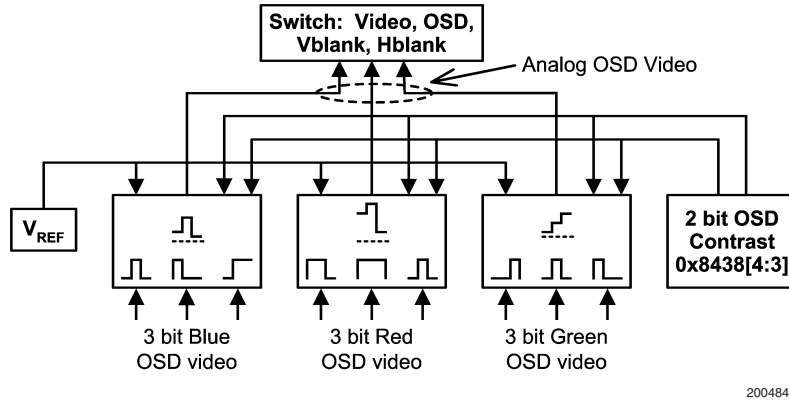 Switch: Video, OSD,
Vblank, Hblank
Analog OSD Video
VREF
2 bit OSD
Contrast
0x8438[4:3]
3 bit Blue
OSD video
3 bit Red
OSD video
3 bit Green
OSD video
200484